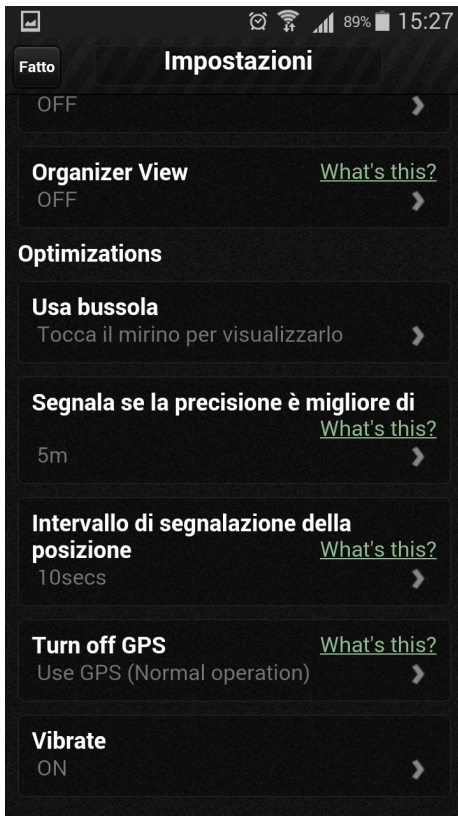 89% 15:27
Fatto Impostazioni
OFF
Organizer View What's this?
OFF
Optimizations
Usa bussola
Tocca il mirino per visualizzarlo
Segnala se la precisione è migliore di
What's this?
5m
Intervallo di segnalazione della
posizione What's this?
10secs
Turn off GPS What's this?
Use GPS (Normal operation)
Vibrate
ON